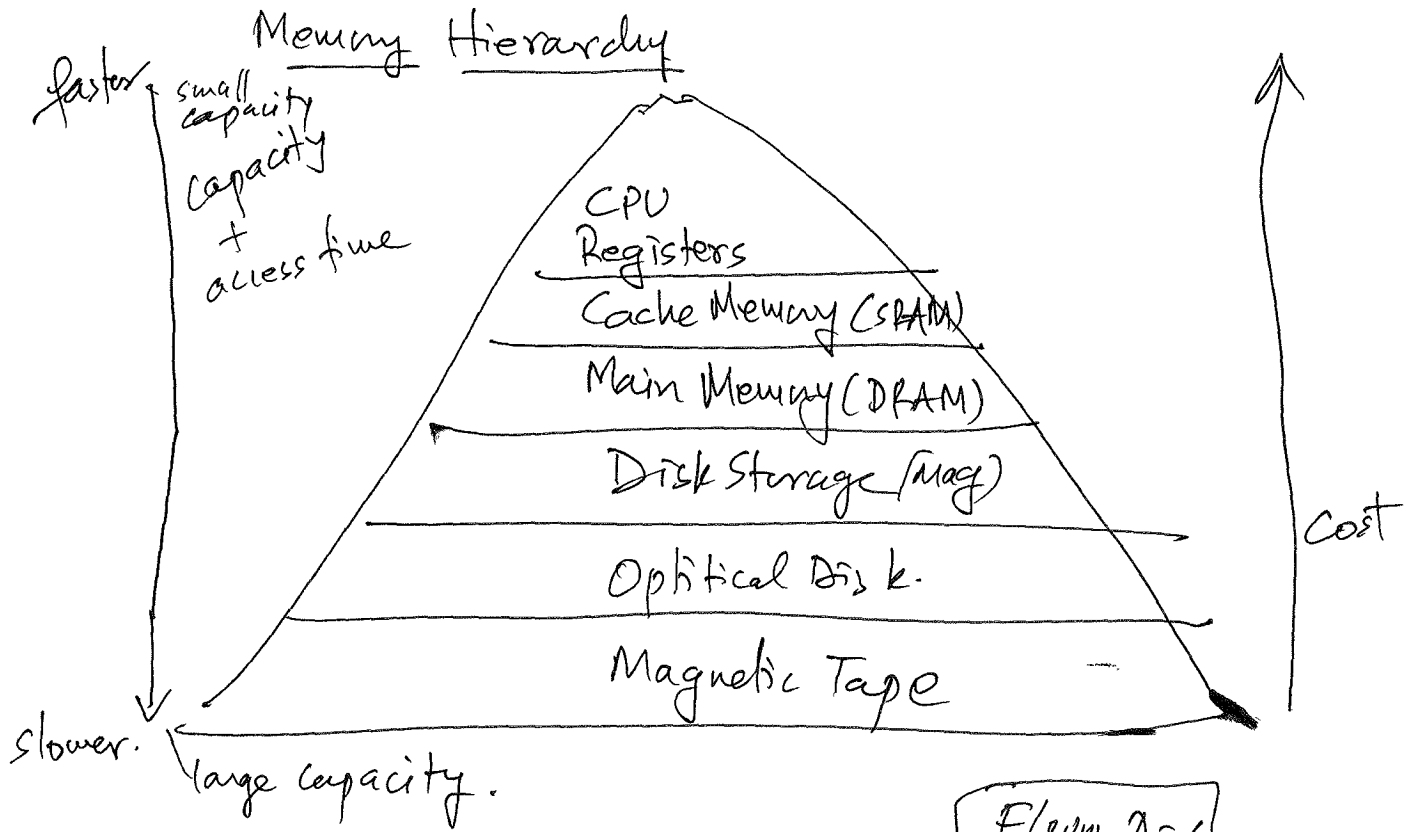 Memory Hierarchy
faster
small
capacity
capacity
+
access time
CPU
Registers
Cache Memory (SRAM)
Main Memory (DRAM)
Disk Storage (Mag)
Optitical Disk.
Magnetic Tape
Cost
slower.
large capacity.